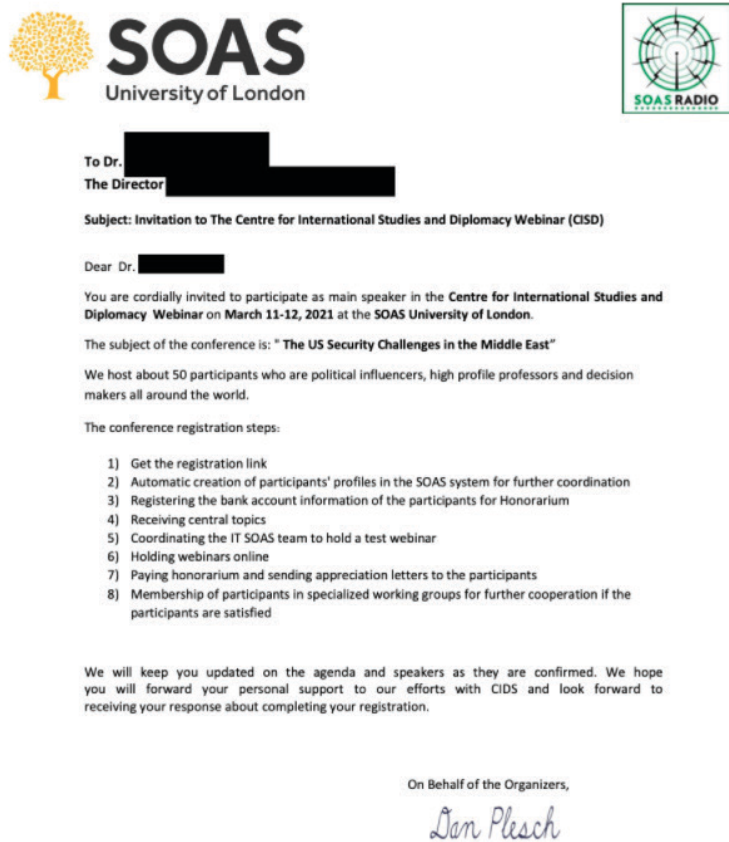 SOAS
University of London
SOAS RADIO
To Dr.
The Director
Subject: Invitation to The Centre for International Studies and Diplomacy Webinar (CISD)
Dear Dr.
You are cordially invited to participate as main speaker in the Centre for International Studies and
Diplomacy Webinar on March 11-12, 2021 at the SOAS University of London.
The subject of the conference is: " The US Security Challenges in the Middle East"
We host about 50 participants who are political influencers, high profile professors and decision
makers all around the world.
The conference registration steps:
1) Get the registration link
2) Automatic creation of participants' profiles in the SOAS system for further coordination
3) Registering the bank account information of the participants for Honorarium
4) Receiving central topics
5) Coordinating the IT SOAS team to hold a test webinar
6) Holding webinars online
7) Paying honorarium and sending appreciation letters to the participants
8) Membership of participants in specialized working groups for further cooperation if the
participants are satisfied
We will keep you updated on the agenda and speakers as they are confirmed. We hope
you will forward your personal support to our efforts with CIDS and look forward to
receiving your response about completing your registration.
On Behalf of the Organizers,
Dan Plesch